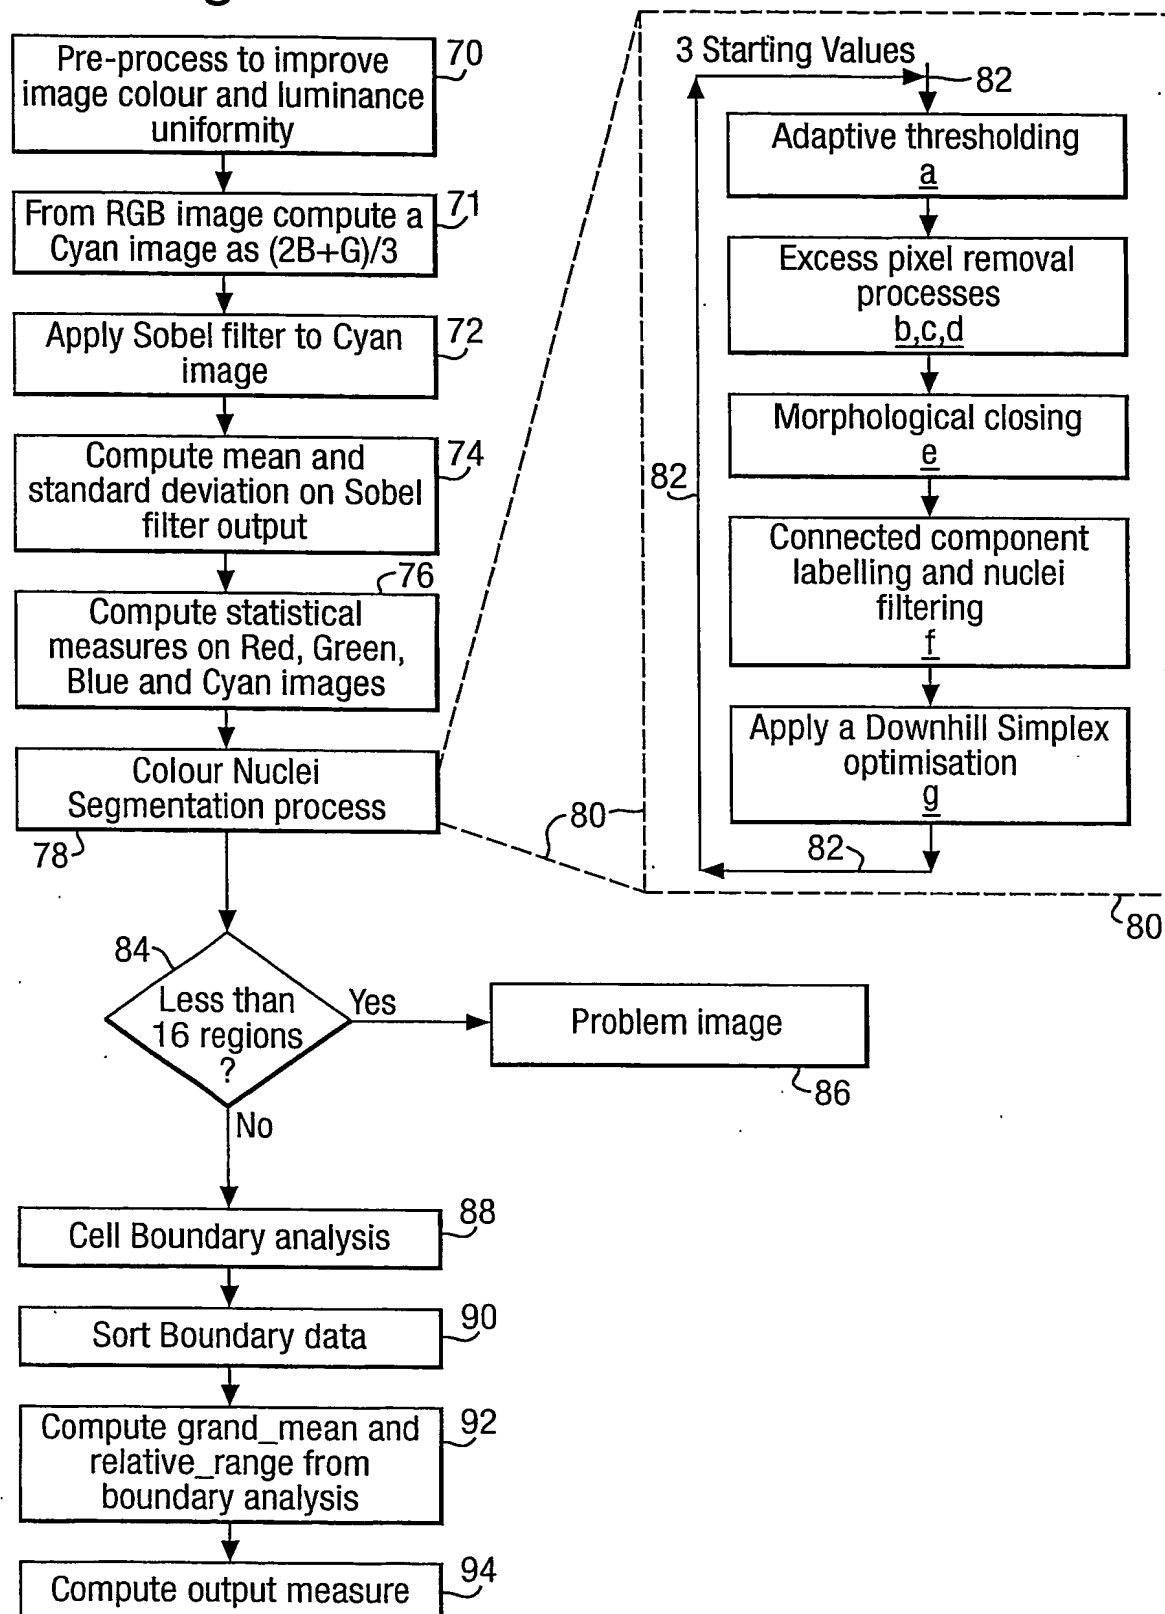 Pre-process to improve
image colour and luminance
uniformity
70
From RGB image compute a
Cyan image as (2B+G)/3
71
Apply Sobel filter to Cyan
image
72
Compute mean and
standard deviation on Sobel
filter output
74
76
Compute statistical
measures on Red, Green,
Blue and Cyan images
Colour Nuclei
Segmentation process
78
80
3 Starting Values
82
Adaptive thresholding
a
Excess pixel removal
processes
b,c,d
Morphological closing
e
82
Connected component
labelling and nuclei
filtering
f
Apply a Downhill Simplex
optimisation
g
82
80
84
Less than
16 regions
?
Yes
Problem image
86
No
Cell Boundary analysis
88
Sort Boundary data
90
Compute grand_mean and
relative_range from
boundary analysis
92
Compute output measure
94